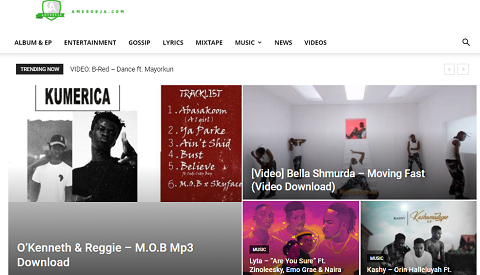 AMEBOEJA.COM
ALBUM & EP ENTERTAINMENT GOSSIP LYRICS MIXTAPE MUSIC NEWS VIDEOS
TRENDING NOW VIDEO: B-Red – Dance ft. Mayorkun
KUMERICA
TRACKLIST
1. Abasakoom
(A 1 girl)
2. Ya Parke
3. Ain't Shid
4. Bust
5. Believe
6. M.O.B x Skyface
O'Kenneth & Reggie – M.O.B Mp3
Download
[Video] Bella Shmurda – Moving Fast
(Video Download)
MUSIC
Lyta – "Are You Sure" Ft.
Zinoleesky, Emo Grae & Naira
KASHY
MUSIC
Kashy – Orin Halleluyah Ft.